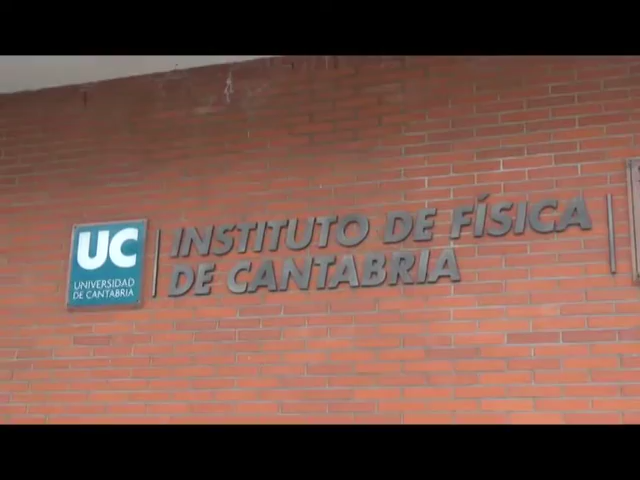 UC
UNIVERSIDAD
DE CANTABRIA
INSTITUTO DE FÍSICA
DE CANTABRIA